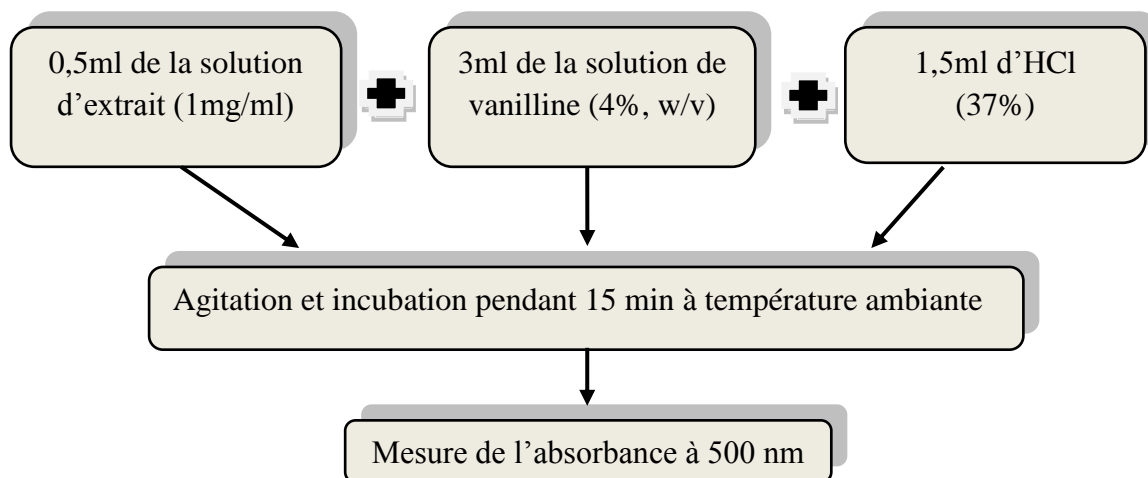 0,5ml de la solution
d’extrait (1mg/ml)
3ml de la solution de
vanilline (4%, w/v)
1,5ml d’HCl
(37%)
Agitation et incubation pendant 15 min à température ambiante
Mesure de l’absorbance à 500 nm